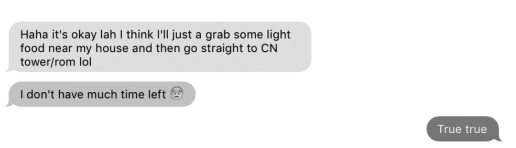 Haha it's okay lah I think I'll just a grab some light
food near my house and then go straight to CN
tower/rom lol
I don't have much time left 😢
True true